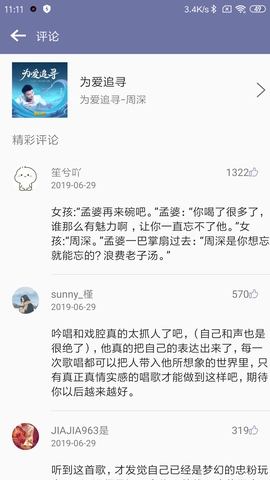 11:11
3.4K/s
49
评论
为爱追寻
为爱追寻
为爱追寻-周深
精彩评论
笙兮吖
1322
2019-06-29
女孩:“孟婆再来碗吧。”孟婆:“你喝了很多了,
谁那么有魅力啊,让你一直忘不了他。”女
孩:“周深。”孟婆一巴掌扇过去:“周深是你想忘
就能忘的？浪费老子汤。”
sunny_槿
570
2019-06-29
吟唱和戏腔真的太抓人了吧,（自己和声也是
很绝了）,他真的把自己的表达出来了,每一
次歌唱都可以把人带入他所想象的世界里,只
有真正真情实感的唱歌才能做到这样吧,期待
你以后越来越好。
JIAJIA963是
319
2019-06-29
听到这首歌,才发觉自己已经是梦幻的忠粉玩